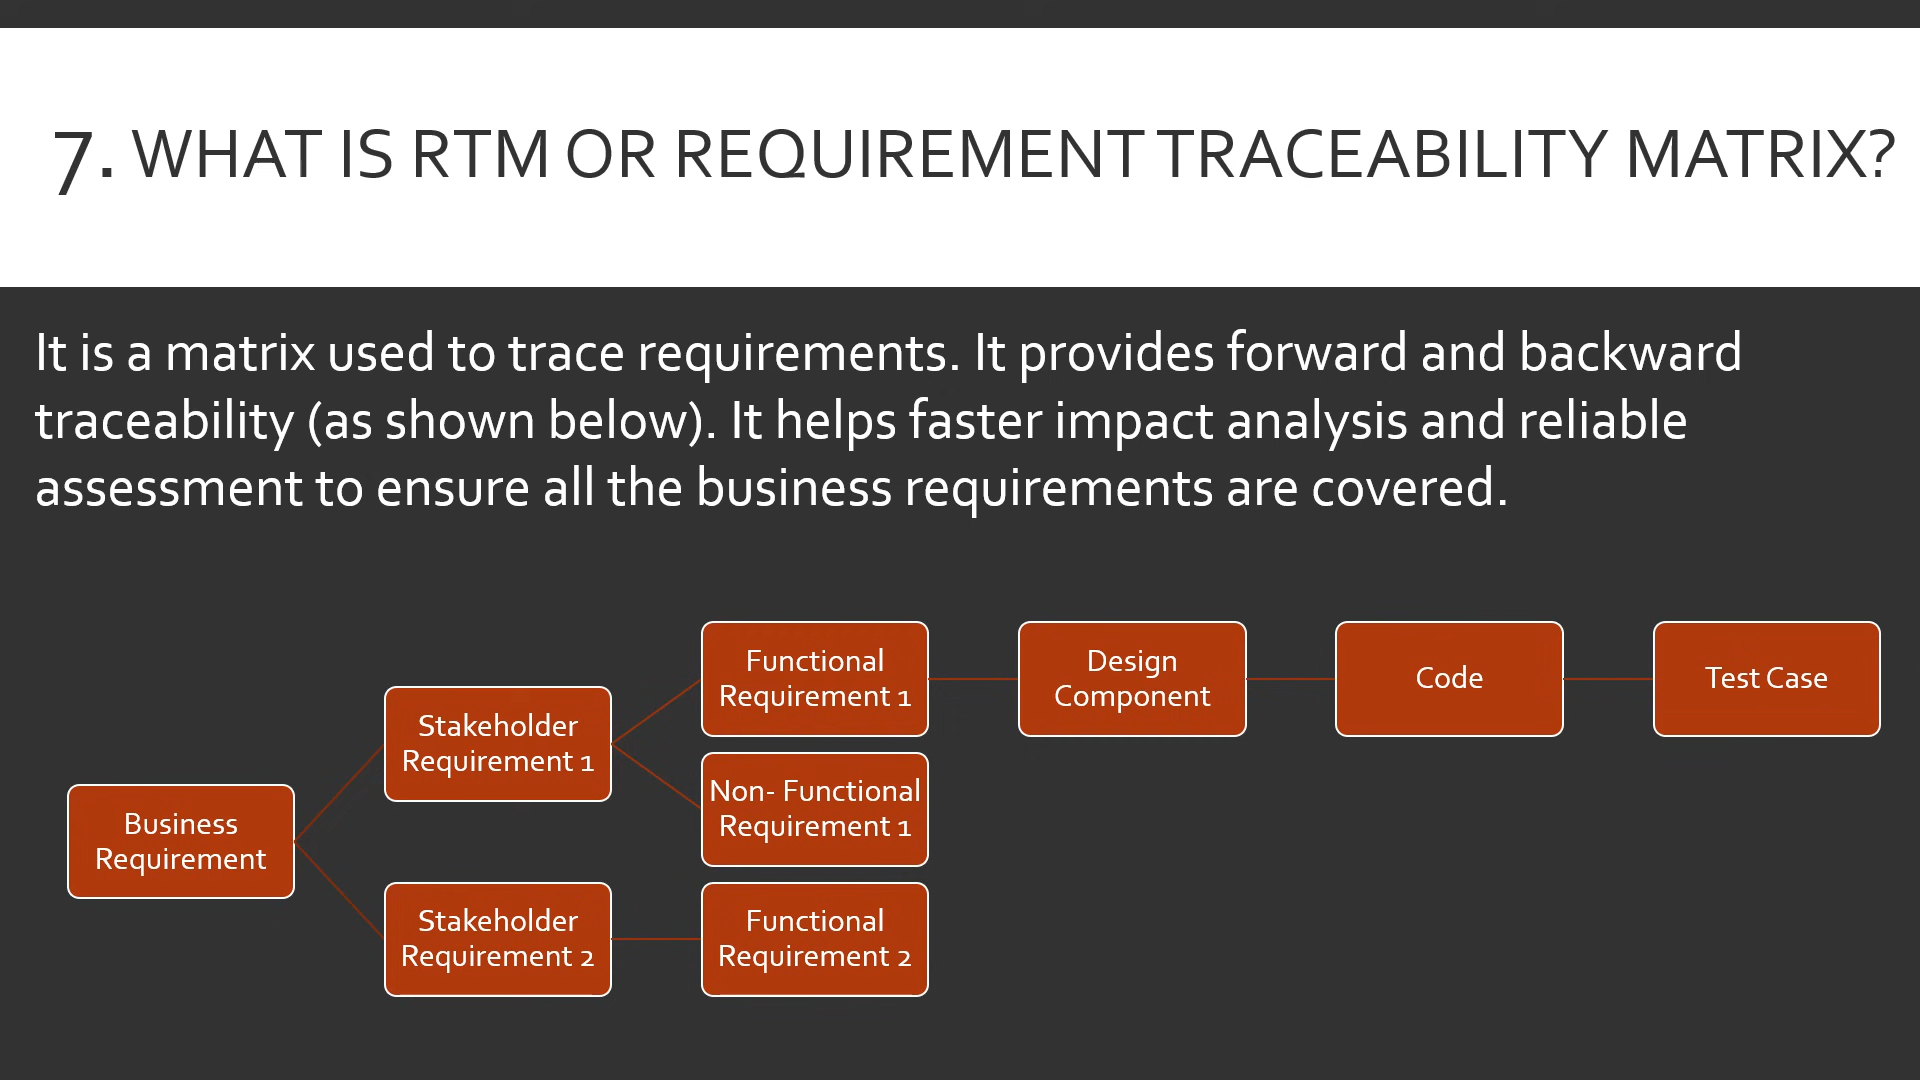 7. WHAT IS RTM OR REQUIREMENT TRACEABILITY MATRIX?
It is a matrix used to trace requirements. It provides forward and backward
traceability (as shown below). It helps faster impact analysis and reliable
assessment to ensure all the business requirements are covered.
Business
Requirement
Stakeholder
Requirement 1
Functional
Requirement 1
Design
Component
Code
Test Case
Non- Functional
Requirement 1
Stakeholder
Requirement 2
Functional
Requirement 2